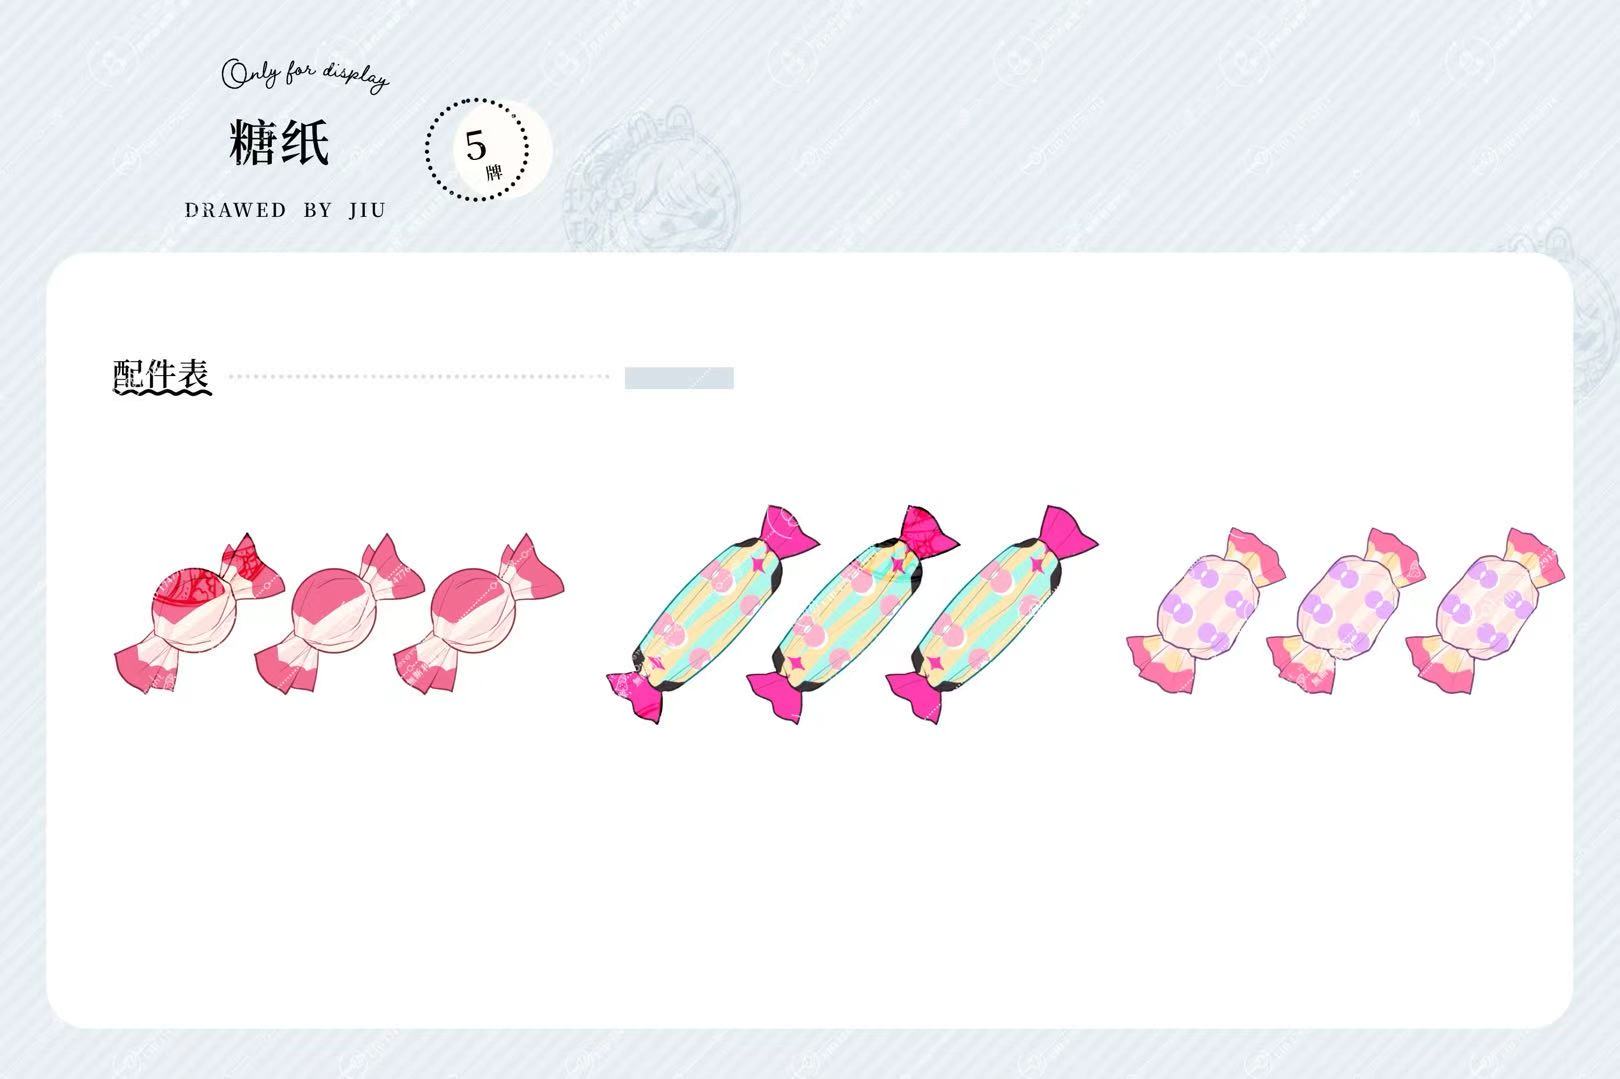 Only for display
糖纸
5
牌
DRAWED BY JIU
配件表